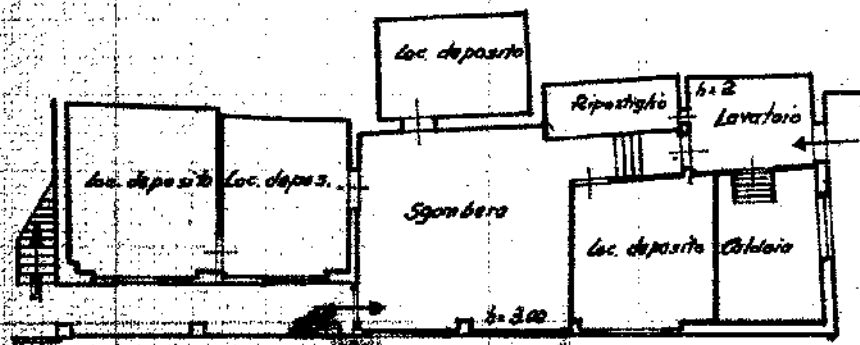 Loc. deposito
Ripostiglio
h=2
Lavatoio
Loc. deposito
Loc. depos.
Sgombero
Loc. deposito
Caldaia
h=3.00